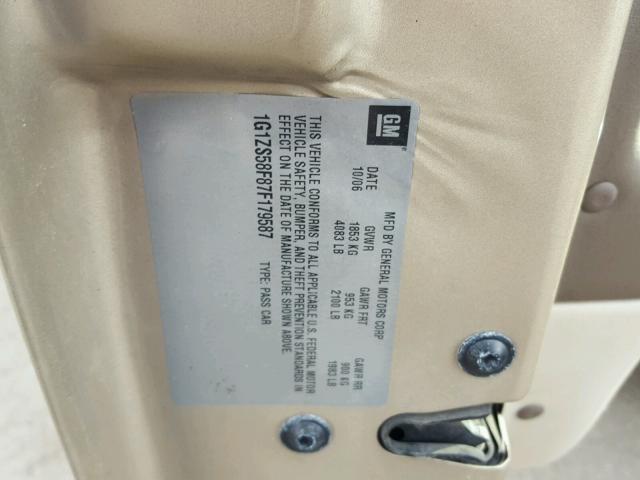 GM
MFD BY GENERAL MOTORS CORP
DATE GVWR GAWR FRT GAWR RR
10/06 1853 KG 953 KG 900 KG
4083 LB 2100 LB 1983 LB
THIS VEHICLE CONFORMS TO ALL APPLICABLE U.S. FEDERAL MOTOR
VEHICLE SAFETY, BUMPER, AND THEFT PREVENTION STANDARDS IN
EFFECT ON THE DATE OF MANUFACTURE SHOWN ABOVE.
1G1ZS58F87F179587 TYPE: PASS CAR